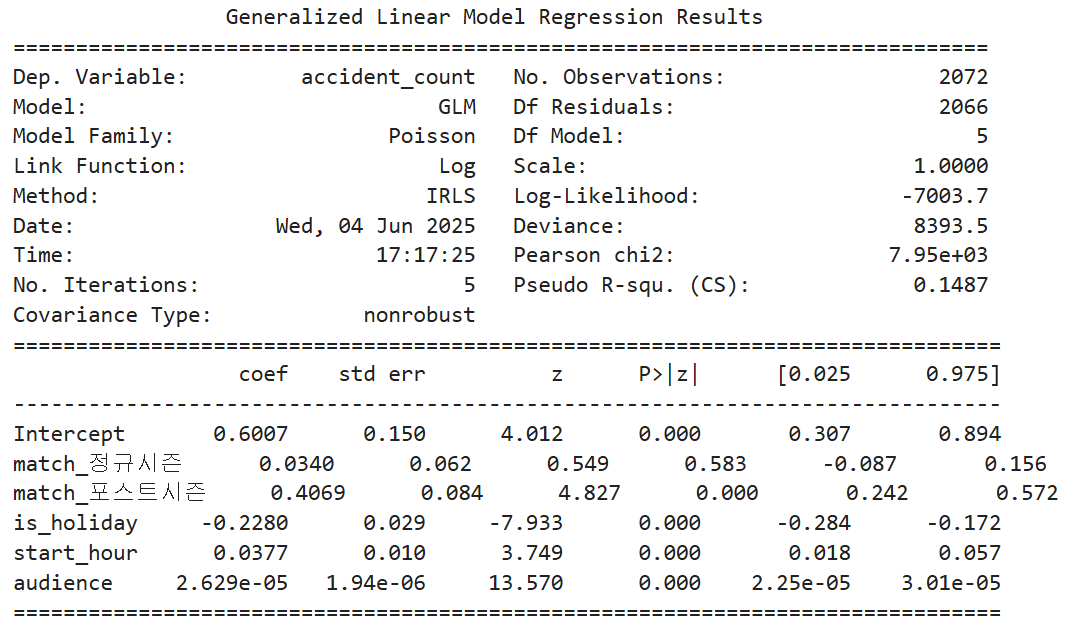 Generalized Linear Model Regression Results
==============================================================================
Dep. Variable: accident_count No. Observations: 2072
Model: GLM Df Residuals: 2066
Model Family: Poisson Df Model: 5
Link Function: Log Scale: 1.0000
Method: IRLS Log-Likelihood: -7003.7
Date: Wed, 04 Jun 2025 Deviance: 8393.5
Time: 17:17:25 Pearson chi2: 7.95e+03
No. Iterations: 5 Pseudo R-squ. (CS): 0.1487
Covariance Type: nonrobust
===============================================================================
coef std err z P>|z| [0.025 0.975]
-------------------------------------------------------------------------------
Intercept 0.6007 0.150 4.012 0.000 0.307 0.894
match_정규시즌 0.0340 0.062 0.549 0.583 -0.087 0.156
match_포스트시즌 0.4069 0.084 4.827 0.000 0.242 0.572
is_holiday -0.2280 0.029 -7.933 0.000 -0.284 -0.172
start_hour 0.0377 0.010 3.749 0.000 0.018 0.057
audience 2.629e-05 1.94e-06 13.570 0.000 2.25e-05 3.01e-05
===============================================================================